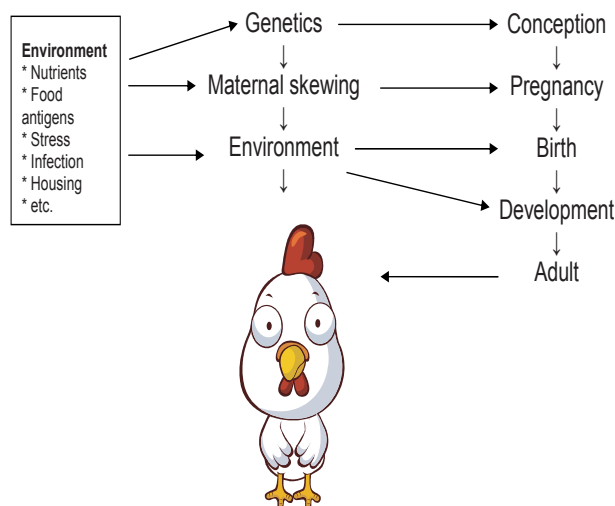 Environment
* Nutrients
* Food
antigens
* Stress
* Infection
* Housing
* etc.
Genetics
Maternal skewing
Environment
Conception
Pregnancy
Birth
Development
Adult